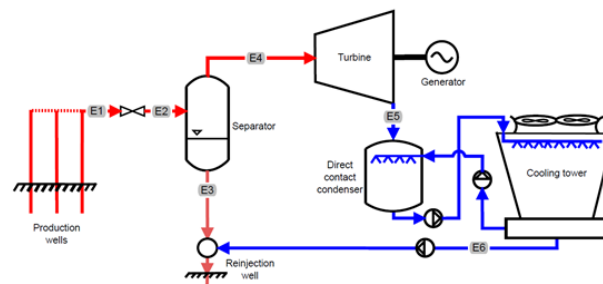 E4
Turbine
Generator
E1
E2
E5
Separator
Direct
contact
condenser
Cooling tower
E3
Production
wells
E6
Reinjection
well